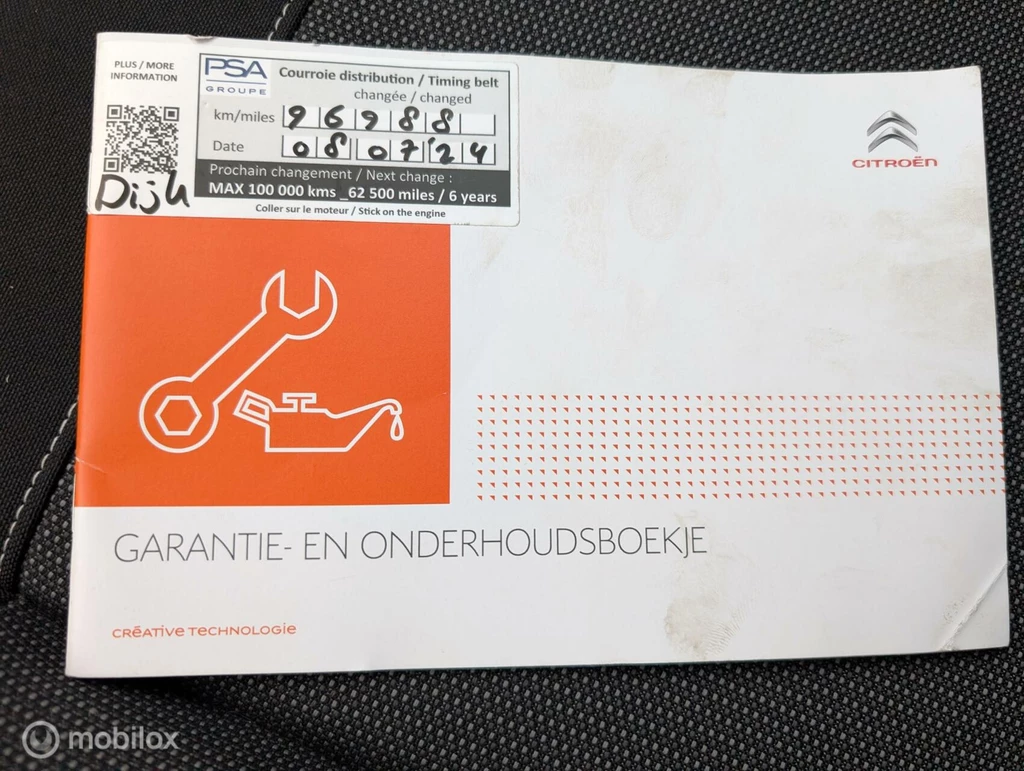 PLUS / MORE
INFORMATION
Dijk
PSA
GROUPE
Courroie distribution / Timing belt
changée / changed
km/miles 96988
Date 080724
Prochain changement / Next change :
MAX 100 000 kms _62 500 miles / 6 years
Coller sur le moteur / Stick on the engine
CITROËN
GARANTIE- EN ONDERHOUDSBOEKJE
CRÉATIVE TECHNOLOGIE
mobilox